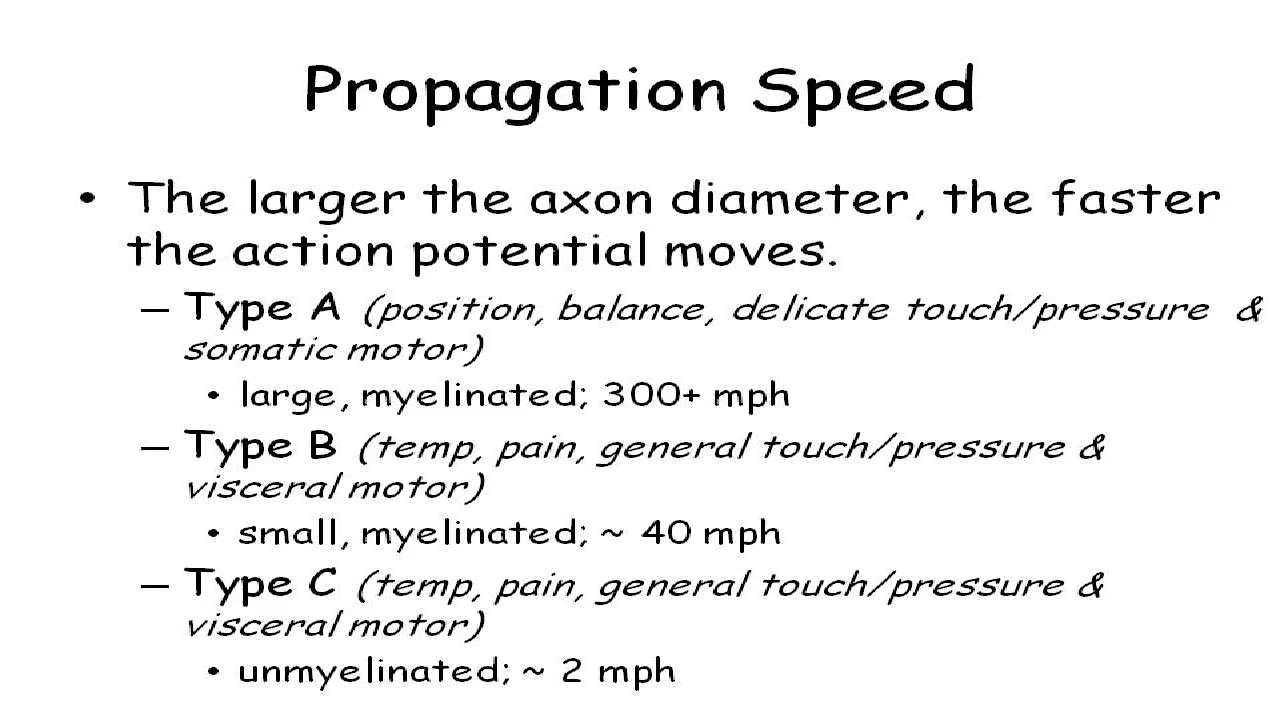 Propagation Speed
• The larger the axon diameter, the faster
the action potential moves.
– Type A (position, balance, delicate touch/pressure &
somatic motor)
• large, myelinated; 300+ mph
– Type B (temp, pain, general touch/pressure &
visceral motor)
• small, myelinated; ~ 40 mph
– Type C (temp, pain, general touch/pressure &
visceral motor)
• unmyelinated; ~ 2 mph